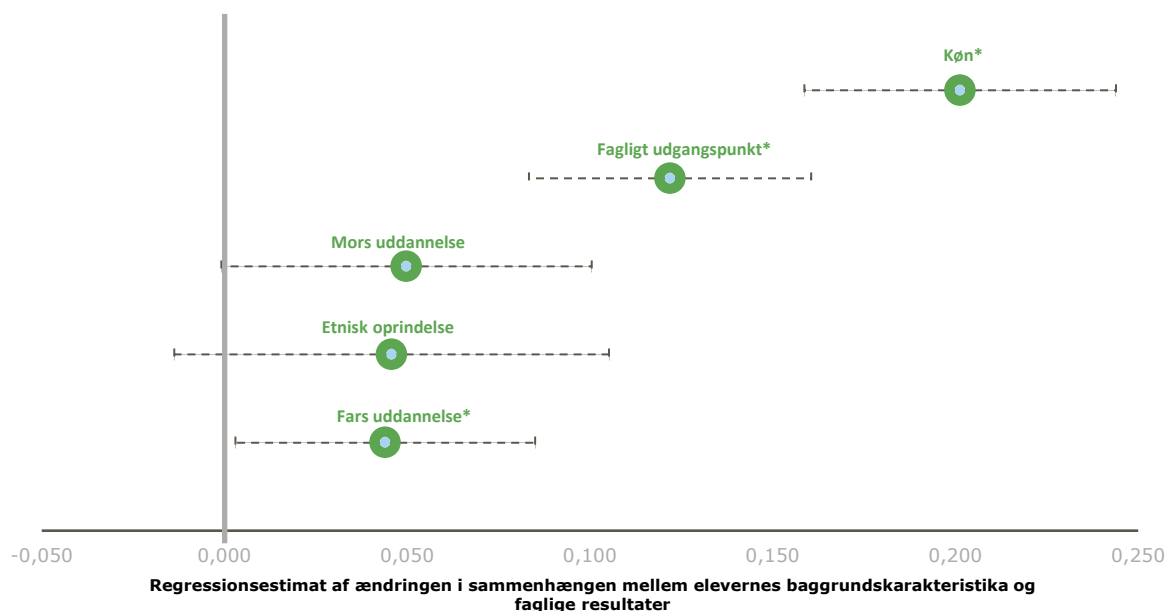 Køn*
Fagligt udgangspunkt*
Mors uddannelse
Etnisk oprindelse
Fars uddannelse*
-0,050 0,000 0,050 0,100 0,150 0,200 0,250
Regressionsestimat af ændringen i sammenhængen mellem elevernes baggrundskarakteristika og
faglige resultater